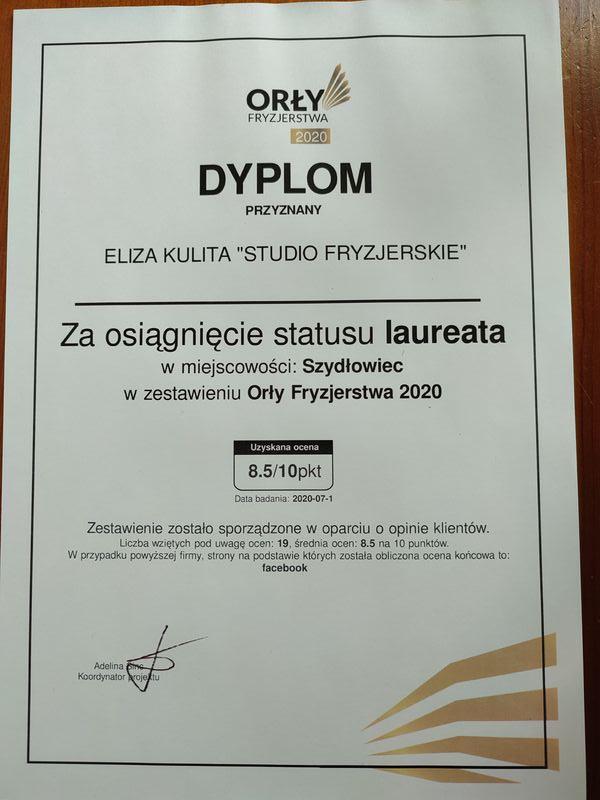 ORŁY
FRYZJERSTWA
2020
DYPLOM
PRZYZNANY
ELIZA KULITA "STUDIO FRYZJERSKIE"
Za osiągnięcie statusu laureata
w miejscowości: Szydłowiec
w zestawieniu Orły Fryzjerstwa 2020
Uzyskana ocena
8.5/10pkt
Data badania: 2020-07-1
Zestawienie zostało sporządzone w oparciu o opinie klientów.
Liczba wziętych pod uwagę ocen: 19, średnia ocen: 8.5 na 10 punktów.
W przypadku powyższej firmy, strony na podstawie których została obliczona ocena końcowa to:
facebook
Adelina
Koordynator projektu